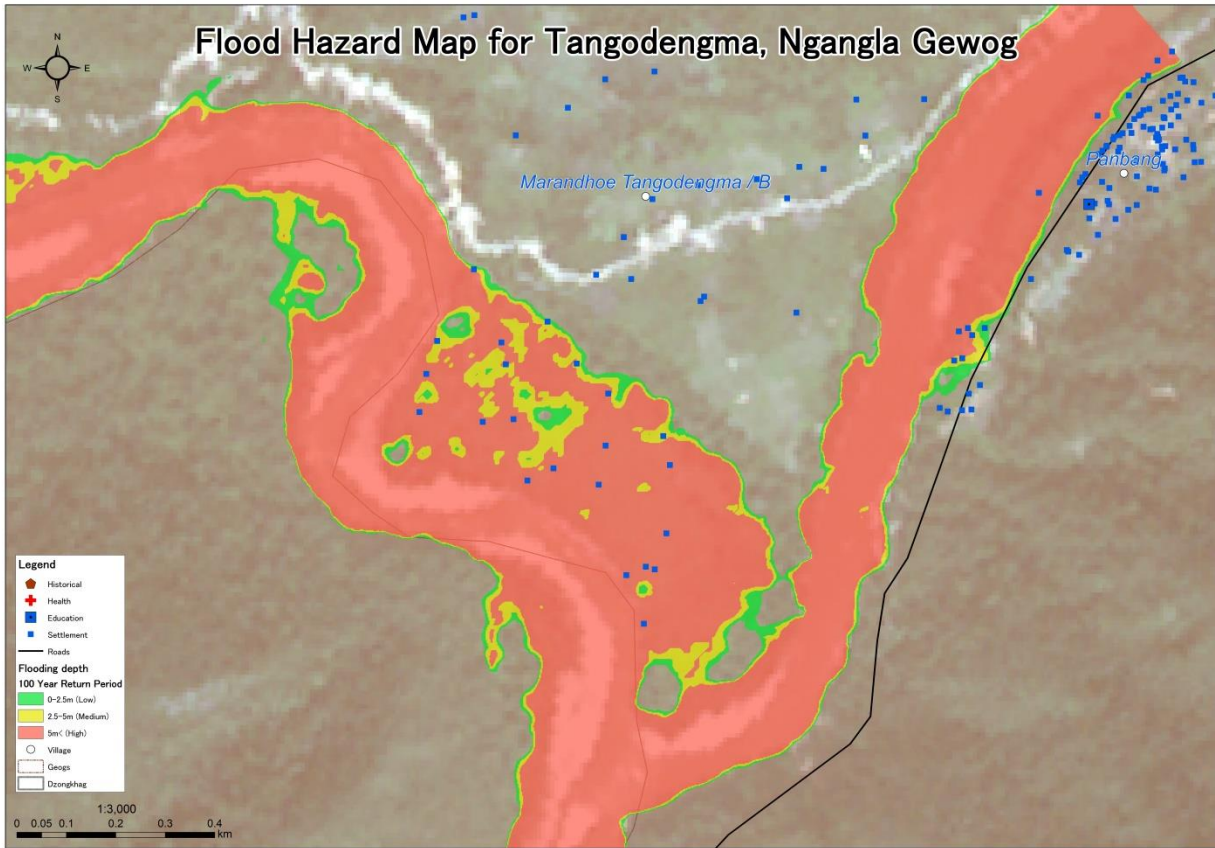 Flood Hazard Map for Tangodengma, Ngangla Gewog
N
W E
S
Panbang
Marandhoe Tangodengma / B
Legend
Historical
Health
Education
Settlement
Roads
Flooding depth
100 Year Return Period
0-2.5m (Low)
2.5-5m (Medium)
5m< (High)
Village
Geogs
Dzongkhag
1:3,000
0 0.05 0.1 0.2 0.3 0.4
km